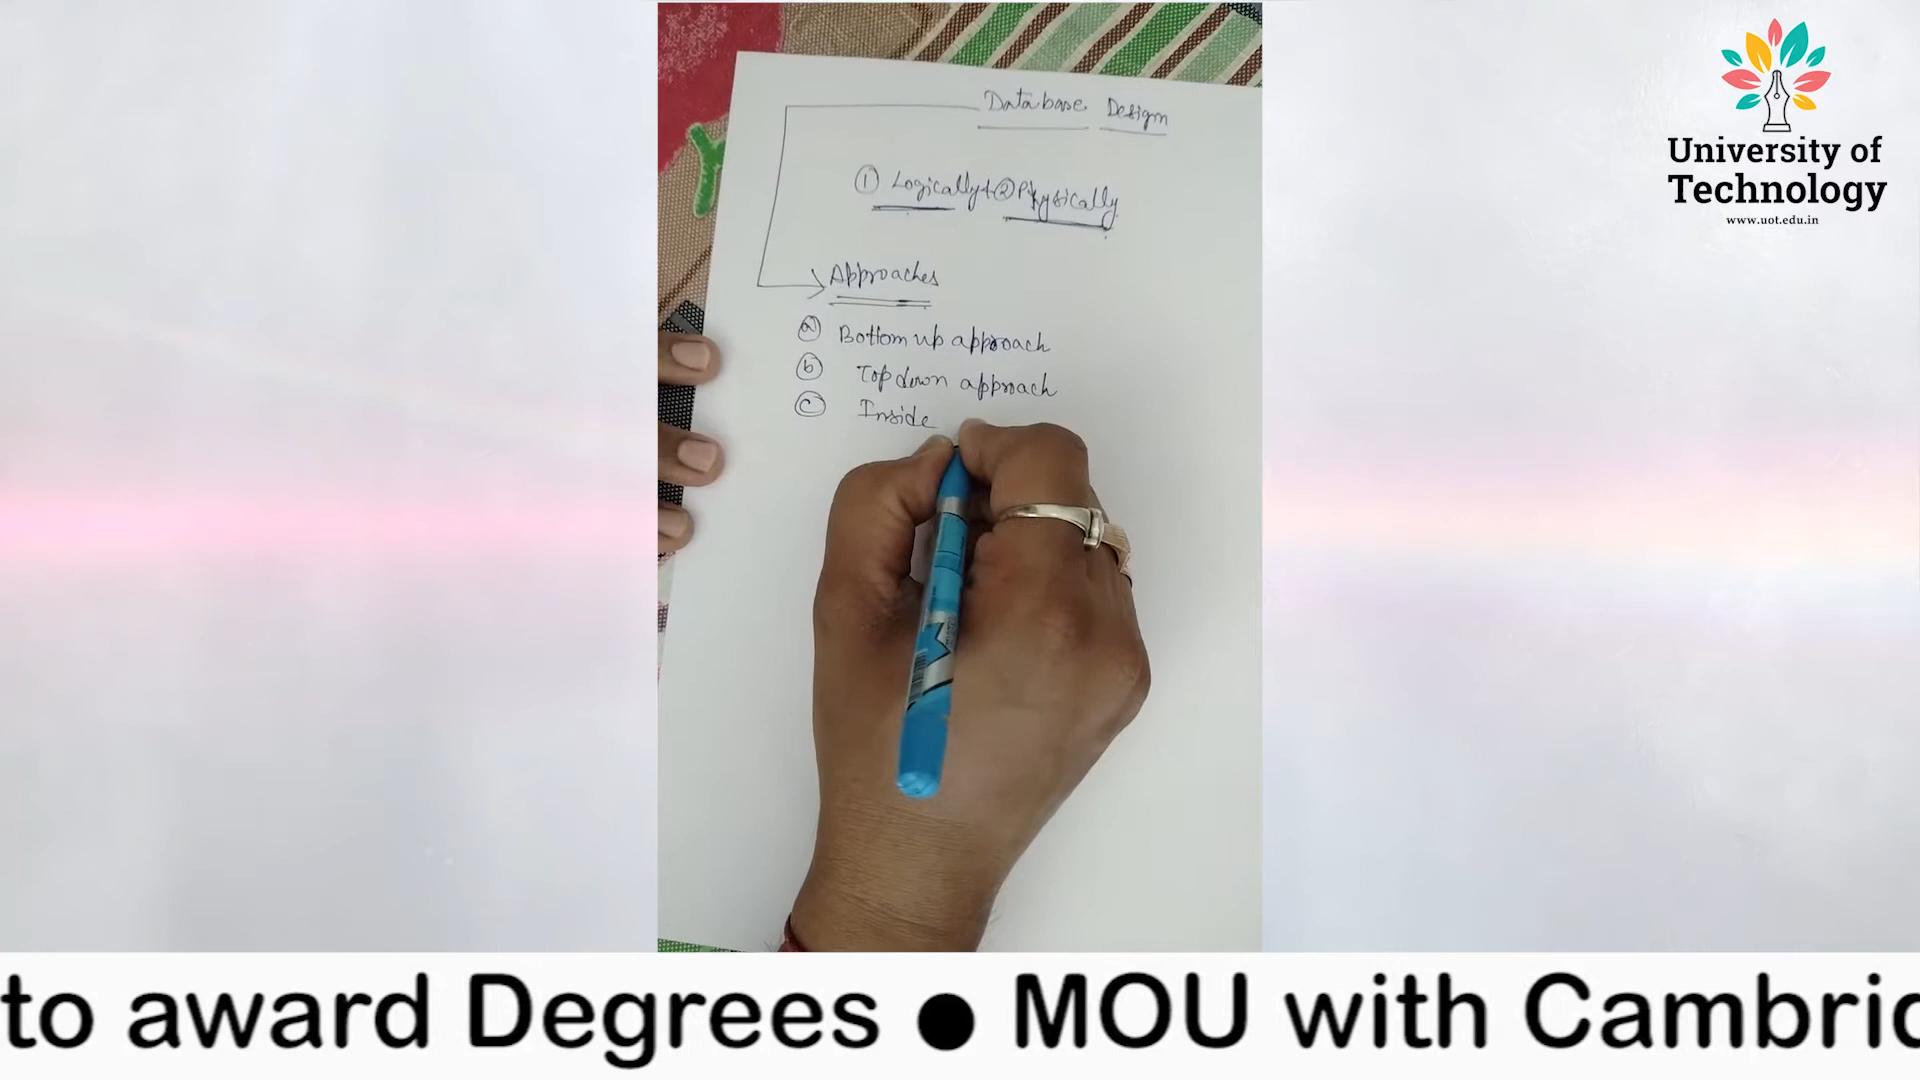 Database Design
① Logically + ② Physically
Approaches
ⓐ Bottom up approach
ⓑ Top down approach
ⓒ Inside
University of
Technology
www.uot.edu.in
to award Degrees ● MOU with Cambric